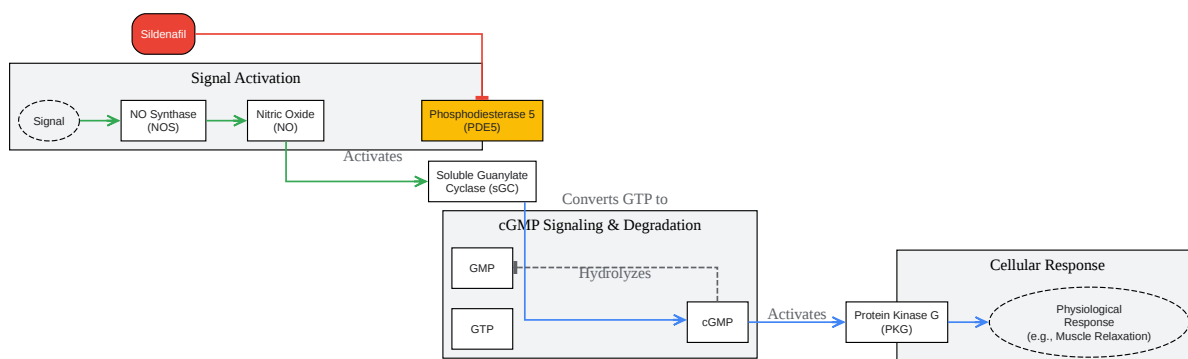 Sildenafil
Signal Activation
Signal
NO Synthase
(NOS)
Nitric Oxide
(NO)
Phosphodiesterase 5
(PDE5)
Activates
Soluble Guanylate
Cyclase (sGC)
Converts GTP to
cGMP Signaling & Degradation
GMP
Hydrolyzes
GTP
cGMP
Activates
Protein Kinase G
(PKG)
Cellular Response
Physiological
Response
(e.g., Muscle Relaxation)